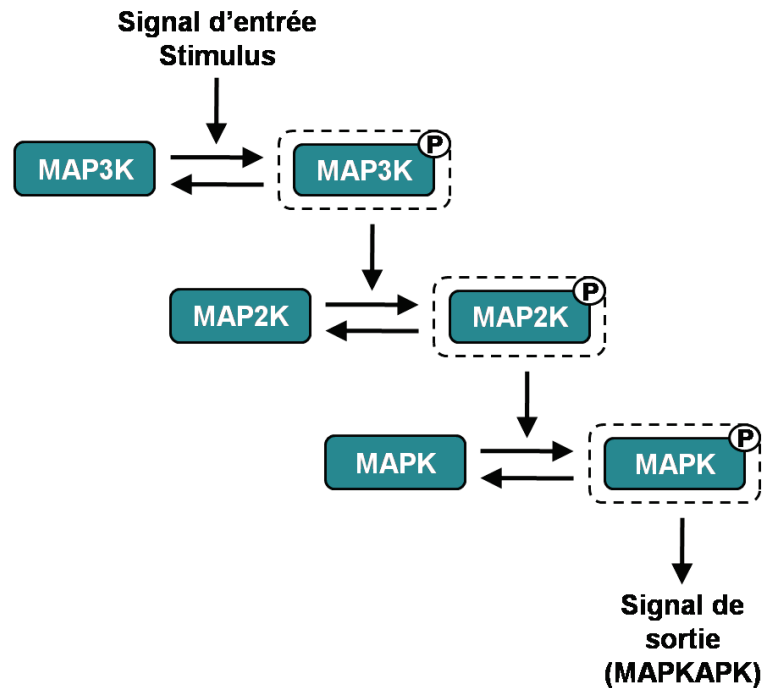 Signal d’entrée
Stimulus
MAP3K
MAP3K
P
MAP2K
MAP2K
P
MAPK
MAPK
P
Signal de
sortie
(MAPKAPK)